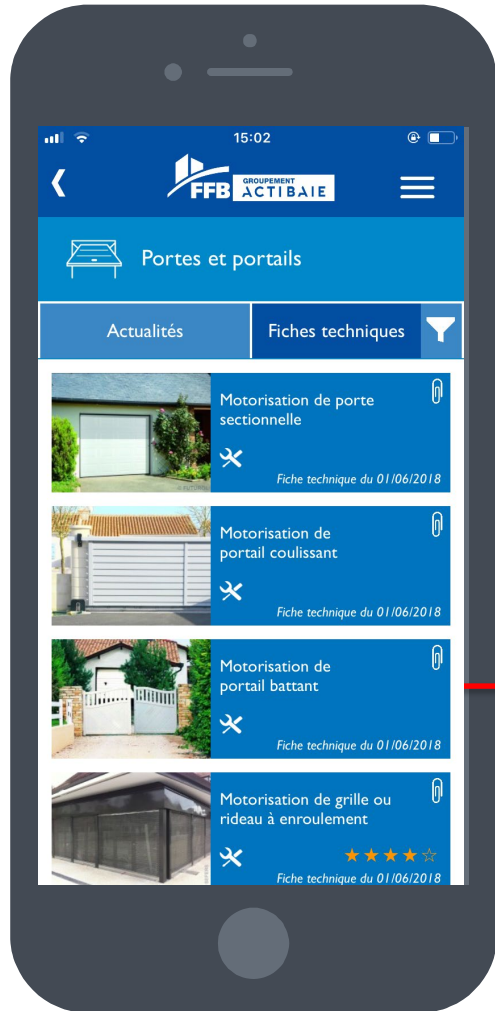 15:02
FFB
GROUPEMENT
ACTIBAIE
Portes et portails
Actualités
Fiches techniques
Motorisation de porte
sectionnelle
Fiche technique du 01/06/2018
Motorisation de
portail coulissant
Fiche technique du 01/06/2018
Motorisation de
portail battant
Fiche technique du 01/06/2018
Motorisation de grille ou
rideau à enroulement
Fiche technique du 01/06/2018